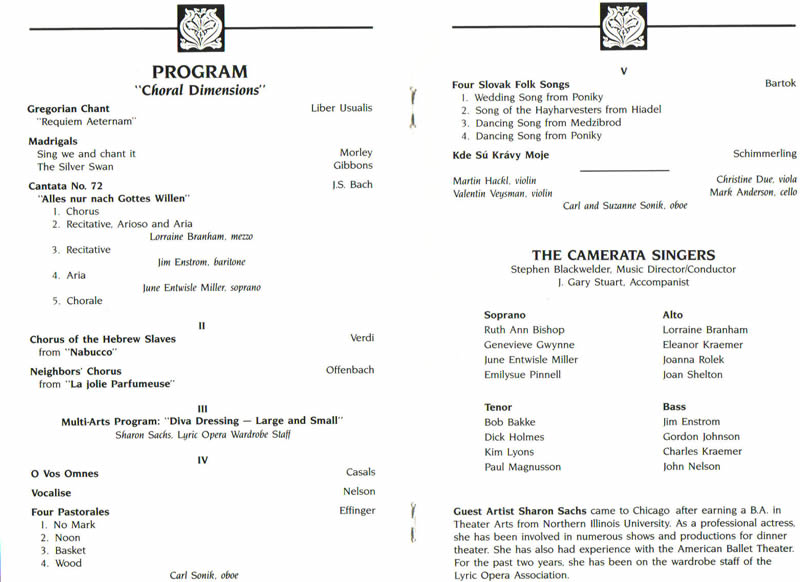 PROGRAM
"Choral Dimensions"
Gregorian Chant Liber Usualis
"Requiem Aeternam"
Madrigals
Sing we and chant it Morley
The Silver Swan Gibbons
Cantata No. 72 J.S. Bach
"Alles nur nach Gottes Willen"
1. Chorus
2. Recitative, Arioso and Aria
Lorraine Branham, mezzo
3. Recitative
Jim Enstrom, baritone
4. Aria
June Entwisle Miller, soprano
5. Chorale
II
Chorus of the Hebrew Slaves Verdi
from "Nabucco"
Neighbors' Chorus Offenbach
from "La jolie Parfumeuse"
III
Multi-Arts Program: "Diva Dressing — Large and Small"
Sharon Sachs, Lyric Opera Wardrobe Staff
IV
O Vos Omnes Casals
Vocalise Nelson
Four Pastorales Effinger
1. No Mark
2. Noon
3. Basket
4. Wood
Carl Sonik, oboe
V
Four Slovak Folk Songs Bartok
1. Wedding Song from Poniky
2. Song of the Hayharvesters from Hiadel
3. Dancing Song from Medzibrod
4. Dancing Song from Poniky
Kde Sú Krávy Moje Schimmerling
Martin Hackl, violin Christine Due, viola
Valentin Veysman, violin Mark Anderson, cello
Carl and Suzanne Sonik, oboe
THE CAMERATA SINGERS
Stephen Blackwelder, Music Director/Conductor
J. Gary Stuart, Accompanist
Soprano
Ruth Ann Bishop
Genevieve Gwynne
June Entwisle Miller
Emilysue Pinnell
Alto
Lorraine Branham
Eleanor Kraemer
Joanna Rolek
Joan Shelton
Tenor
Bob Bakke
Dick Holmes
Kim Lyons
Paul Magnusson
Bass
Jim Enstrom
Gordon Johnson
Charles Kraemer
John Nelson
Guest Artist Sharon Sachs came to Chicago after earning a B.A. in
Theater Arts from Northern Illinois University. As a professional actress,
she has been involved in numerous shows and productions for dinner
theater. She has also had experience with the American Ballet Theater.
For the past two years, she has been on the wardrobe staff of the
Lyric Opera Association.